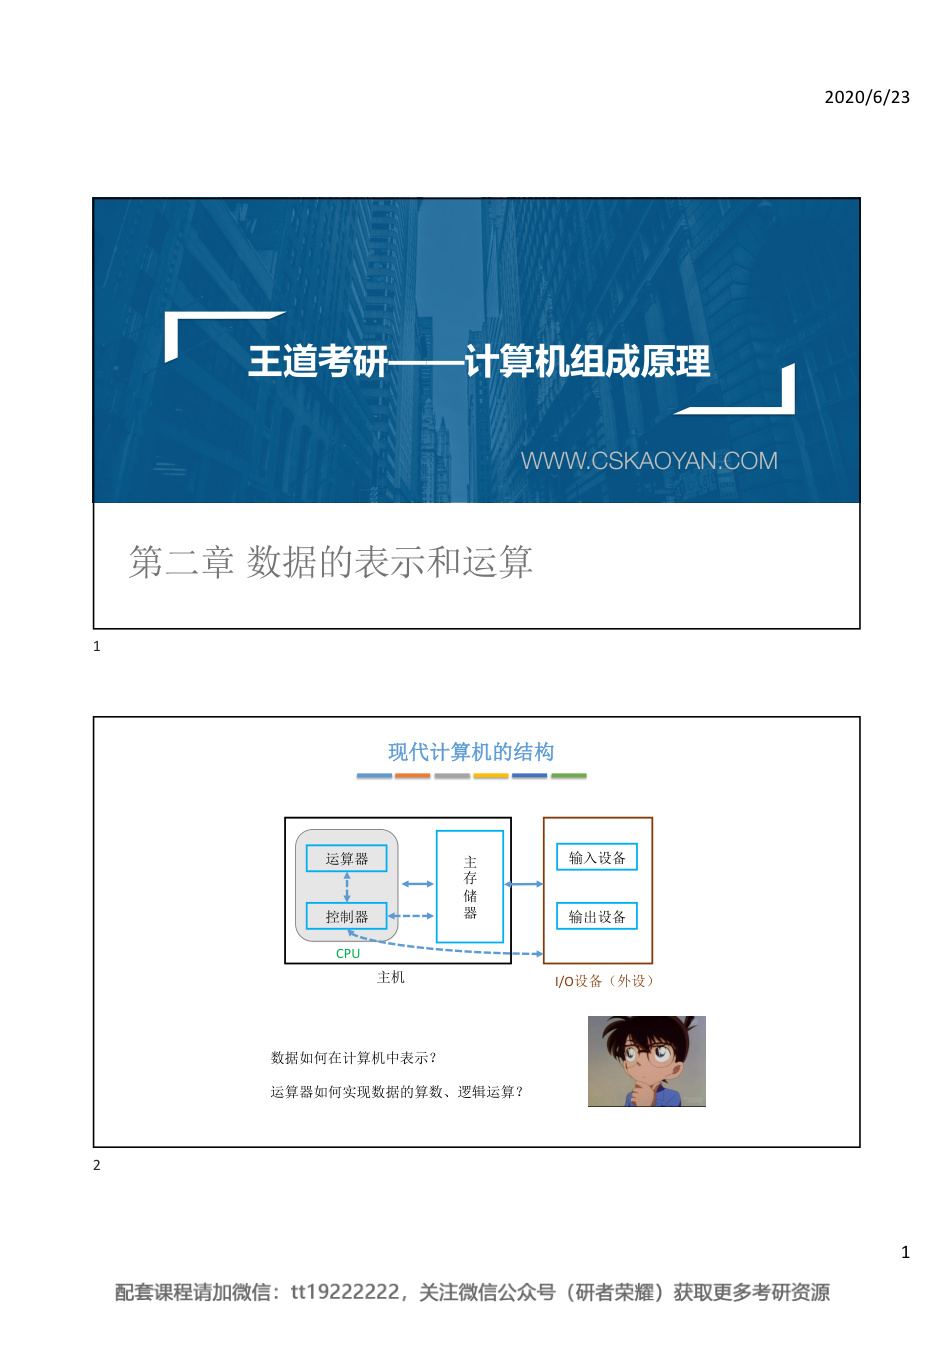 2020/6/23
王道考研——计算机组成原理
WWW.CSKAOYAN.COM
第二章 数据的表示和运算
1
现代计算机的结构
运算器
控制器
CPU
主存储器
主机
输入设备
输出设备
I/O设备（外设）
数据如何在计算机中表示？
运算器如何实现数据的算数、逻辑运算？
2
1
配套课程请加微信：tt19222222，关注微信公众号（研者荣耀）获取更多考研资源